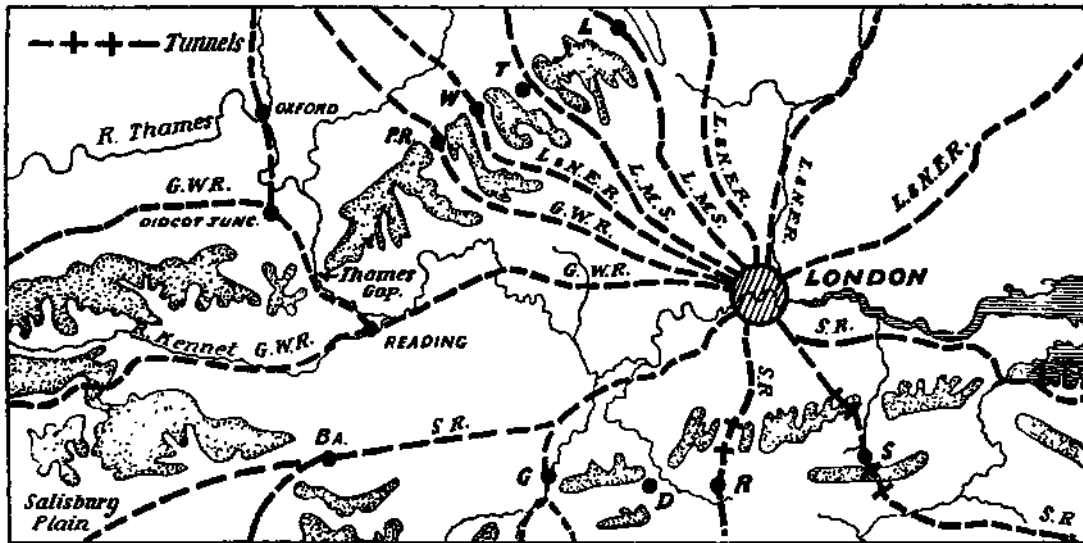 Tunnels
L
T
OXFORD
W
R. Thames
P.R.
L&N.E.R.
L&N.E.R.
L&N.E.R.
G.W.R.
L&N.E.R.
L.M.S.
L.M.S.
DIDCOT JUNC.
G.W.R.
Thames
Gap.
G.W.R.
LONDON
R. Kennet
G.W.R.
READING
S.R.
S.R
BA.
S.R.
G
S
R
D
Salisbury
Plain
S.R